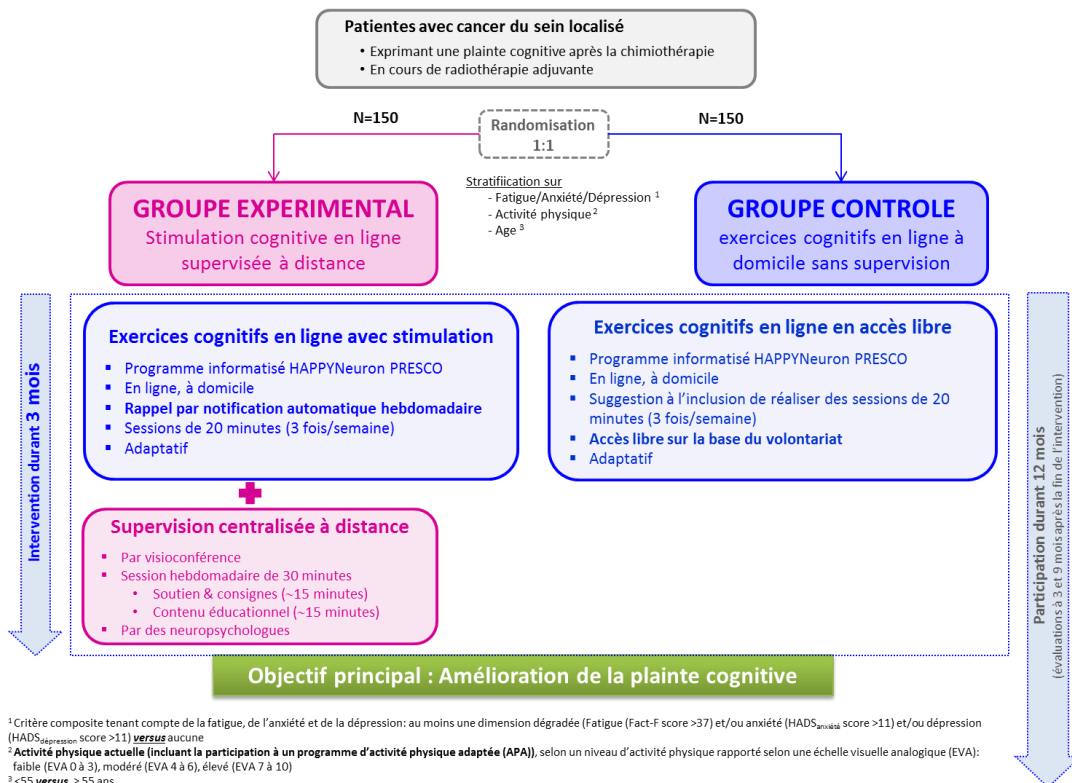 Patientes avec cancer du sein localisé
• Exprimant une plainte cognitive après la chimiothérapie
• En cours de radiothérapie adjuvante
N=150
Randomisation
1:1
N=150
Stratifiication sur
- Fatigue/Anxiété/Dépression ¹
- Activité physique ²
- Age ³
GROUPE EXPERIMENTAL
Stimulation cognitive en ligne
supervisée à distance
GROUPE CONTROLE
exercices cognitifs en ligne à
domicile sans supervision
Intervention durant 3 mois
Exercices cognitifs en ligne avec stimulation
▪ Programme informatisé HAPPYNeuron PRESCO
▪ En ligne, à domicile
▪ Rappel par notification automatique hebdomadaire
▪ Sessions de 20 minutes (3 fois/semaine)
▪ Adaptatif
Exercices cognitifs en ligne en accès libre
▪ Programme informatisé HAPPYNeuron PRESCO
▪ En ligne, à domicile
▪ Suggestion à l'inclusion de réaliser des sessions de 20
minutes (3 fois/semaine)
▪ Accès libre sur la base du volontariat
▪ Adaptatif
Supervision centralisée à distance
▪ Par visioconférence
▪ Session hebdomadaire de 30 minutes
• Soutien & consignes (~15 minutes)
• Contenu éducationnel (~15 minutes)
▪ Par des neuropsychologues
Participation durant 12 mois
(évaluations à 3 et 9 mois après la fin de l'intervention)
Objectif principal : Amélioration de la plainte cognitive
¹ Critère composite tenant compte de la fatigue, de l'anxiété et de la dépression: au moins une dimension dégradée (Fatigue (Fact-F score >37) et/ou anxiété (HADS anxiété score >11) et/ou dépression
(HADS dépression score >11) versus aucune
² Activité physique actuelle (incluant la participation à un programme d'activité physique adaptée (APA)), selon un niveau d'activité physique rapporté selon une échelle visuelle analogique (EVA):
faible (EVA 0 à 3), modéré (EVA 4 à 6), élevé (EVA 7 à 10)
³ <55 versus ≥ 55 ans